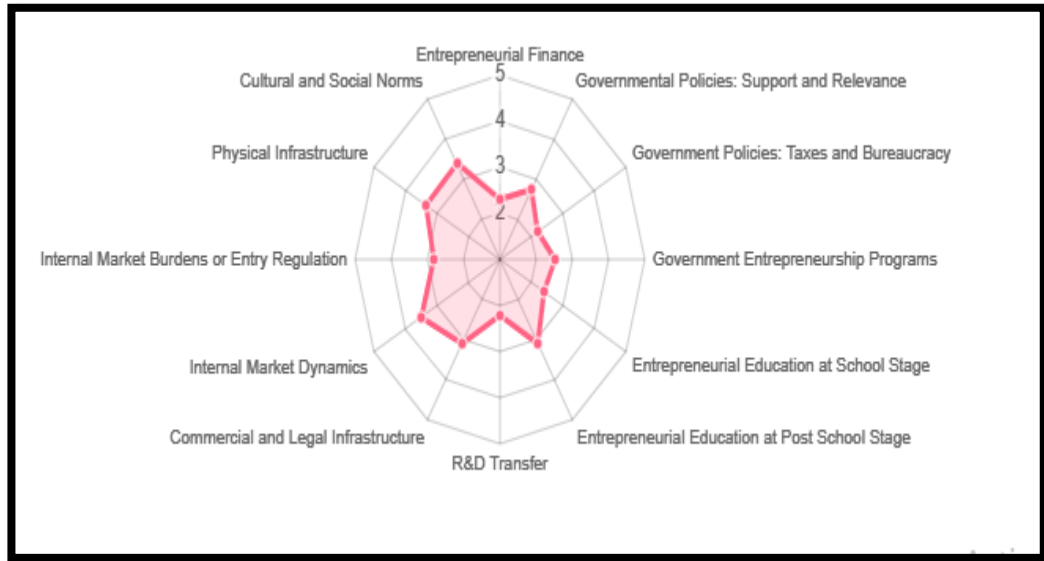 Entrepreneurial Finance
5
Cultural and Social Norms
Governmental Policies: Support and Relevance
4
Physical Infrastructure
Government Policies: Taxes and Bureaucracy
3
2
Internal Market Burdens or Entry Regulation
Government Entrepreneurship Programs
Internal Market Dynamics
Entrepreneurial Education at School Stage
Commercial and Legal Infrastructure
Entrepreneurial Education at Post School Stage
R&D Transfer